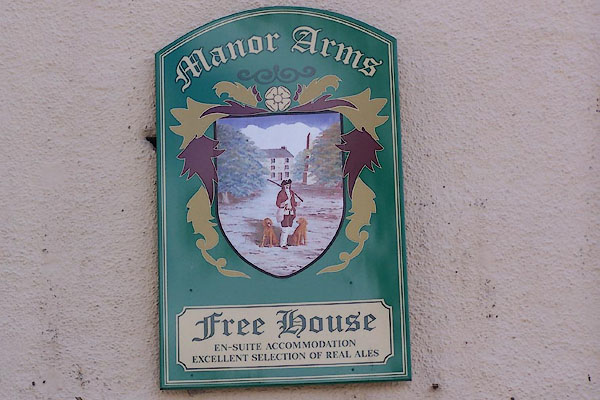 Manor Arms
Free House
EN-SUITE ACCOMMODATION
EXCELLENT SELECTION OF REAL ALES